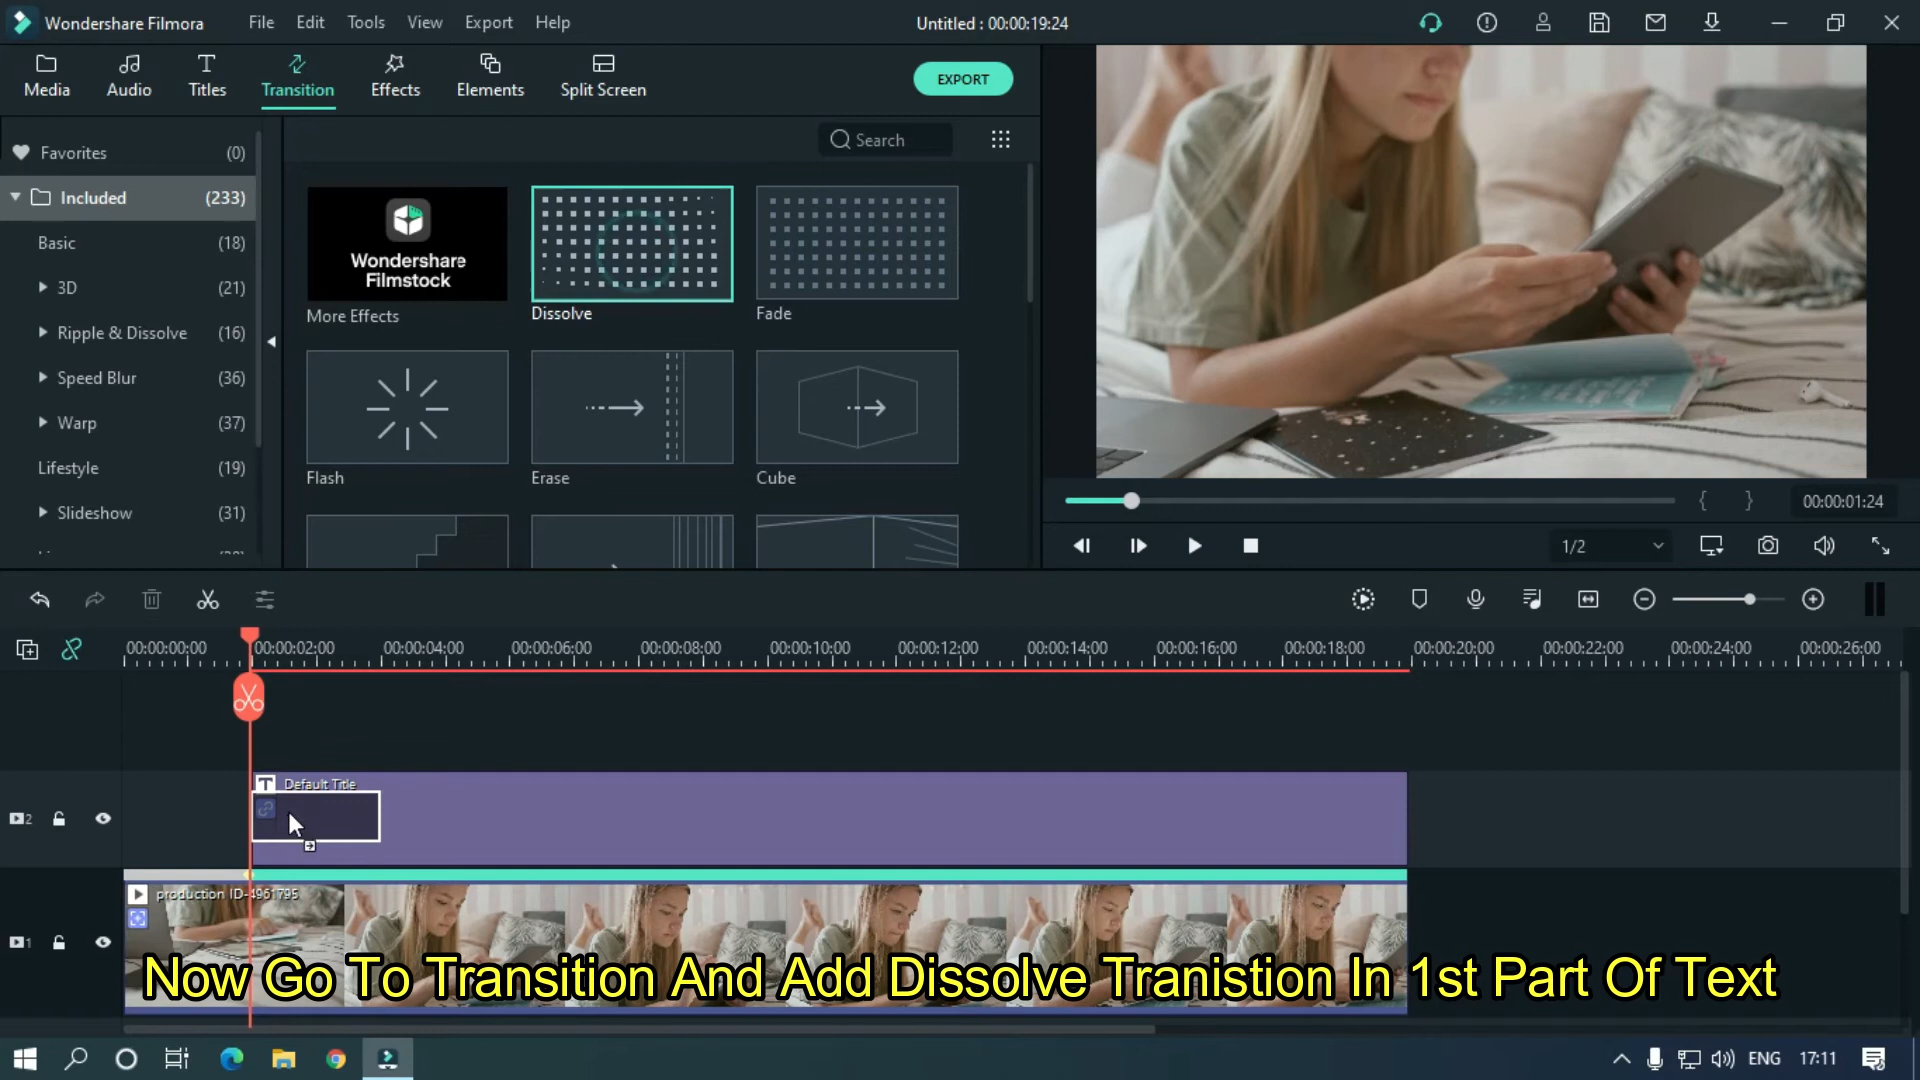 Wondershare Filmora
File
Edit
Tools
View
Export
Help
Untitled : 00:00:19:24
Media
Audio
Titles
Transition
Effects
Elements
Split Screen
EXPORT
Search
Favorites (0)
Included (233)
Basic (18)
3D (21)
Ripple & Dissolve (16)
Speed Blur (36)
Warp (37)
Lifestyle (19)
Slideshow (31)
Wondershare
Filmstock
More Effects
Dissolve
Fade
Flash
Erase
Cube
00:00:01:24
1/2
00:00:00:00
00:00:02:00
00:00:04:00
00:00:06:00
00:00:08:00
00:00:10:00
00:00:12:00
00:00:14:00
00:00:16:00
00:00:18:00
00:00:20:00
00:00:22:00
00:00:24:00
00:00:26:00
T Default Title
2
production ID-4961795
1
Now Go To Transition And Add Dissolve Tranistion In 1st Part Of Text
ENG
17:11